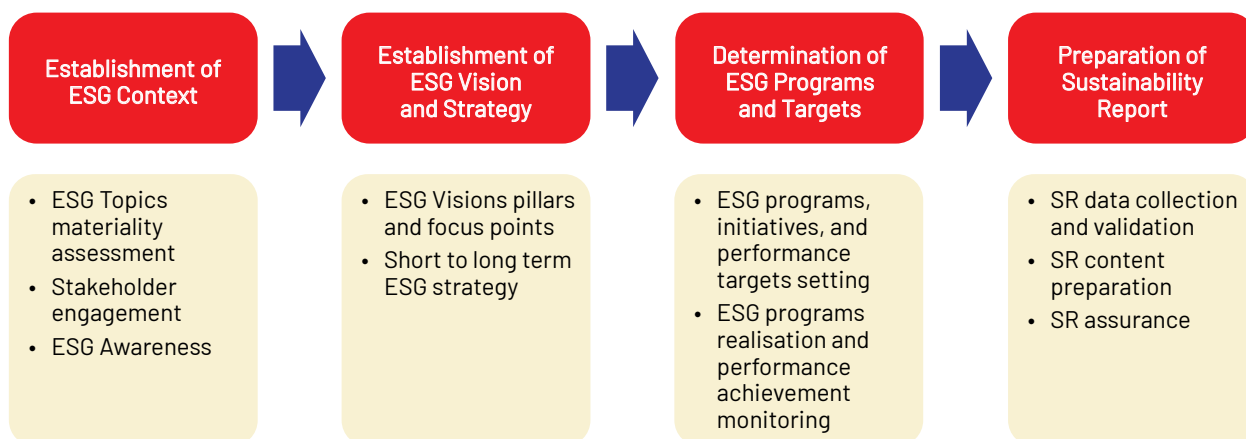 Establishment of
ESG Context
Establishment of
ESG Vision
and Strategy
Determination of
ESG Programs
and Targets
Preparation of
Sustainability
Report
• ESG Topics
materiality
assessment
• Stakeholder
engagement
• ESG Awareness
• ESG Visions pillars
and focus points
• Short to long term
ESG strategy
• ESG programs,
initiatives, and
performance
targets setting
• ESG programs
realisation and
performance
achievement
monitoring
• SR data collection
and validation
• SR content
preparation
• SR assurance